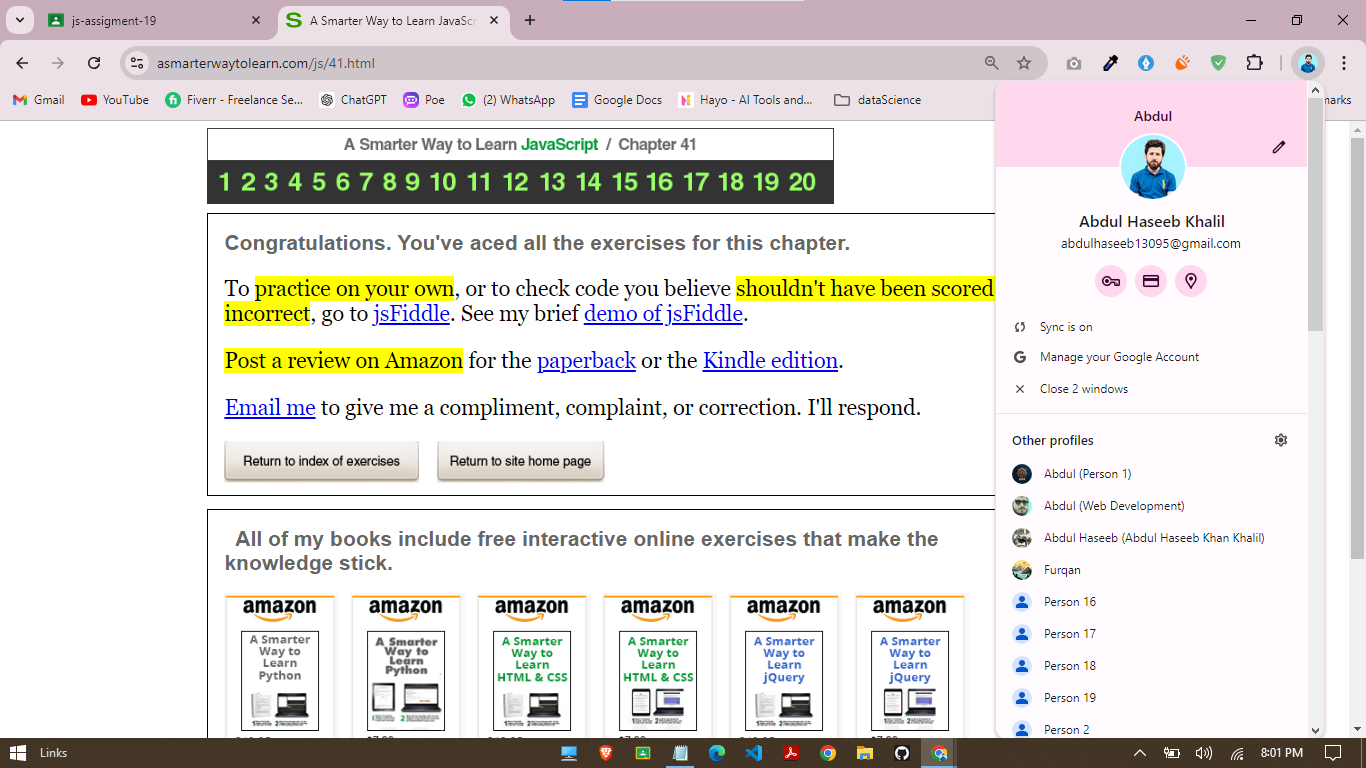 js-assigment-19
A Smarter Way to Learn JavaSc
asmarterwaytolearn.com/js/41.html
Gmail
YouTube
Fiverr - Freelance Se...
ChatGPT
Poe
(2) WhatsApp
Google Docs
Hayo - AI Tools and...
dataScience
marks
A Smarter Way to Learn JavaScript / Chapter 41
1 2 3 4 5 6 7 8 9 10 11 12 13 14 15 16 17 18 19 20
Congratulations. You've aced all the exercises for this chapter.
To practice on your own, or to check code you believe shouldn't have been scored
incorrect, go to jsFiddle. See my brief demo of jsFiddle.
Post a review on Amazon for the paperback or the Kindle edition.
Email me to give me a compliment, complaint, or correction. I'll respond.
Return to index of exercises
Return to site home page
All of my books include free interactive online exercises that make the
knowledge stick.
amazon
A Smarter
Way to
Learn
Python
amazon
A Smarter
Way to
Learn
Python
amazon
A Smarter
Way to
Learn
HTML & CSS
amazon
A Smarter
Way to
Learn
HTML & CSS
amazon
A Smarter
Way to
Learn
jQuery
amazon
A Smarter
Way to
Learn
jQuery
Abdul
Abdul Haseeb Khalil
abdulhaseeb13095@gmail.com
Sync is on
Manage your Google Account
Close 2 windows
Other profiles
Abdul (Person 1)
Abdul (Web Development)
Abdul Haseeb (Abdul Haseeb Khan Khalil)
Furqan
Person 16
Person 17
Person 18
Person 19
Person 2
Links
8:01 PM